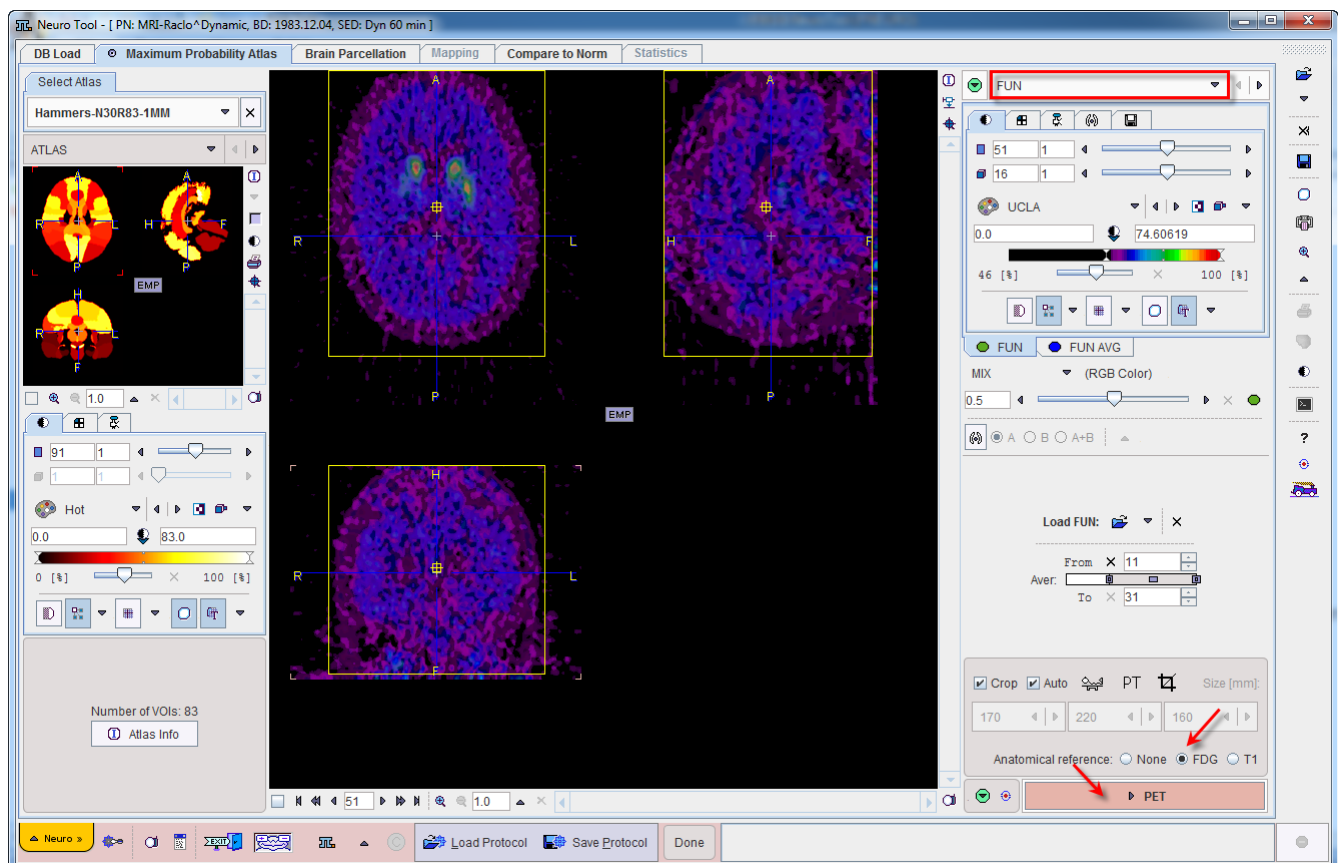 Neuro Tool - [ PN: MRI-Raclo^Dynamic, BD: 1983.12.04, SED: Dyn 60 min ]
DB Load
Maximum Probability Atlas
Brain Parcellation
Mapping
Compare to Norm
Statistics
Select Atlas
Hammers-N30R83-1MM
ATLAS
A
R
L
P
A
H
F
P
EMP
H
R
L
F
1.0
91 1
1 1
Hot
0.0 83.0
0 [%] 100 [%]
Number of VOIs: 83
Atlas Info
A
R
L
P
A
H
F
P
EMP
H
R
L
F
51
1.0
FUN
51 1
16 1
UCLA
0.0 74.60619
46 [%] 100 [%]
FUN
FUN AVG
MIX (RGB Color)
0.5
A B A+B
Load FUN:
From 11
Aver:
To 31
Crop Auto PT Size [mm]:
170 220 160
Anatomical reference: None FDG T1
PET
?
Neuro »
EXIT
Load Protocol
Save Protocol
Done